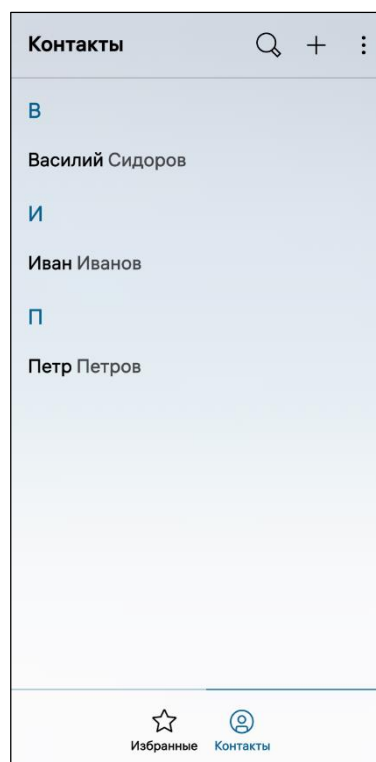 Контакты
В
Василий Сидоров
И
Иван Иванов
П
Петр Петров
Избранные Контакты